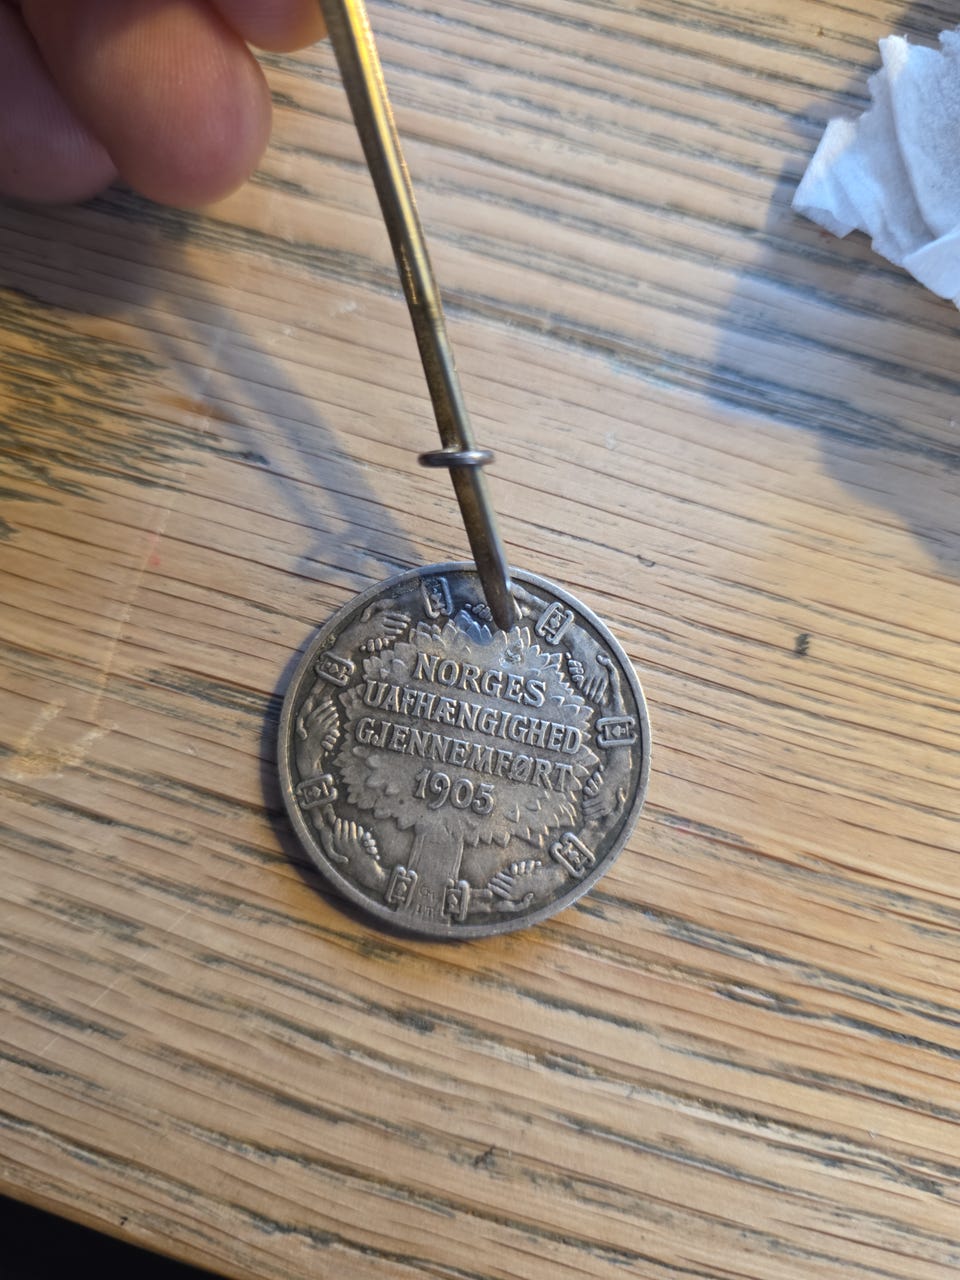 NORGES
UAFHÆNGIGHED
GJENNEMFØRT
1905